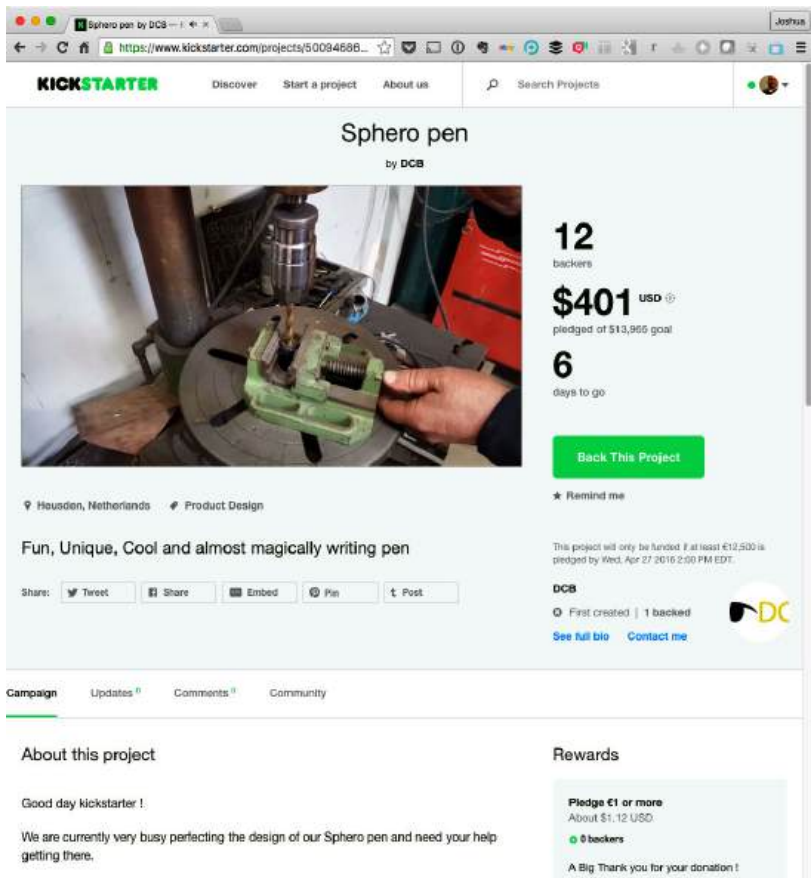 Sphero pen by DCB —
Joshua
https://www.kickstarter.com/projects/50094686...
KICKSTARTER
Discover
Start a project
About us
Search Projects
Sphero pen
by DCB
12
backers
$401 USD
pledged of $13,966 goal
6
days to go
Back This Project
Remind me
Heusden, Netherlands
Product Design
Fun, Unique, Cool and almost magically writing pen
This project will only be funded if at least €12,500 is
pledged by Wed, Apr 27 2016 2:00 PM EDT.
Share:
Tweet
Share
Embed
Pin
Post
DCB
First created | 1 backed
See full bio
Contact me
DC
Campaign
Updates 0
Comments 0
Community
About this project
Rewards
Good day kickstarter !
We are currently very busy perfecting the design of our Sphero pen and need your help
getting there.
Pledge €1 or more
About $1.12 USD
0 backers
A Big Thank you for your donation !